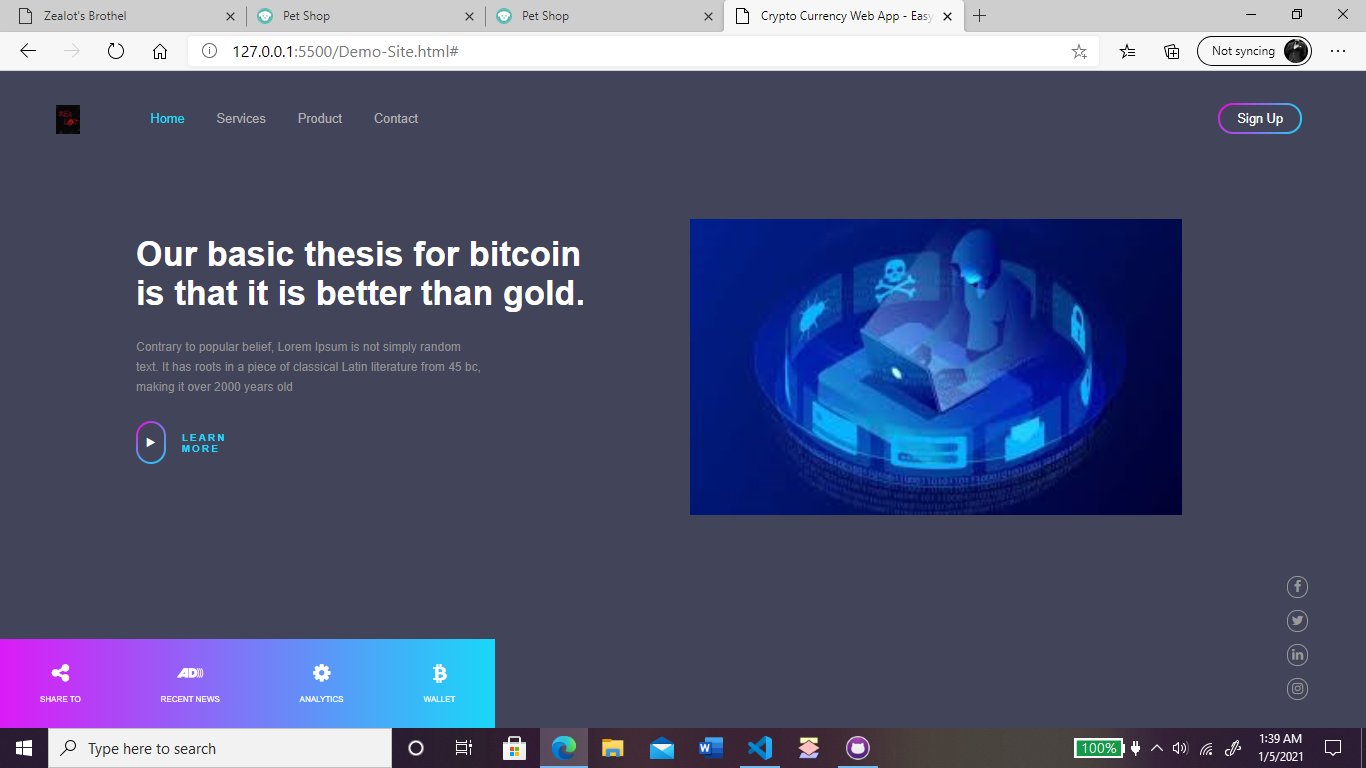 Zealot's Brothel
Pet Shop
Pet Shop
Crypto Currency Web App - Easy
127.0.0.1:5500/Demo-Site.html#
Not syncing
Home
Services
Product
Contact
Sign Up
Our basic thesis for bitcoin
is that it is better than gold.
Contrary to popular belief, Lorem Ipsum is not simply random
text. It has roots in a piece of classical Latin literature from 45 bc,
making it over 2000 years old
LEARN
MORE
SHARE TO
RECENT NEWS
ANALYTICS
WALLET
Type here to search
100%
1:39 AM
1/5/2021